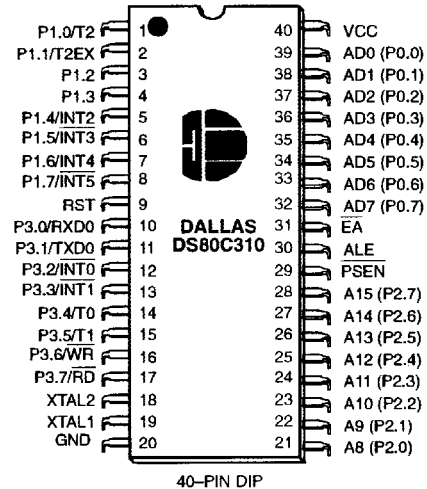 P1.0/T2 1 40 VCC
P1.1/T2EX 2 39 AD0 (P0.0)
P1.2 3 38 AD1 (P0.1)
P1.3 4 37 AD2 (P0.2)
P1.4/INT2 5 36 AD3 (P0.3)
P1.5/INT3 6 35 AD4 (P0.4)
P1.6/INT4 7 34 AD5 (P0.5)
P1.7/INT5 8 33 AD6 (P0.6)
RST 9 32 AD7 (P0.7)
P3.0/RXD0 10 DALLAS 31 EA
P3.1/TXD0 11 DS80C310 30 ALE
P3.2/INT0 12 29 PSEN
P3.3/INT1 13 28 A15 (P2.7)
P3.4/T0 14 27 A14 (P2.6)
P3.5/T1 15 26 A13 (P2.5)
P3.6/WR 16 25 A12 (P2.4)
P3.7/RD 17 24 A11 (P2.3)
XTAL2 18 23 A10 (P2.2)
XTAL1 19 22 A9 (P2.1)
GND 20 21 A8 (P2.0)
40–PIN DIP